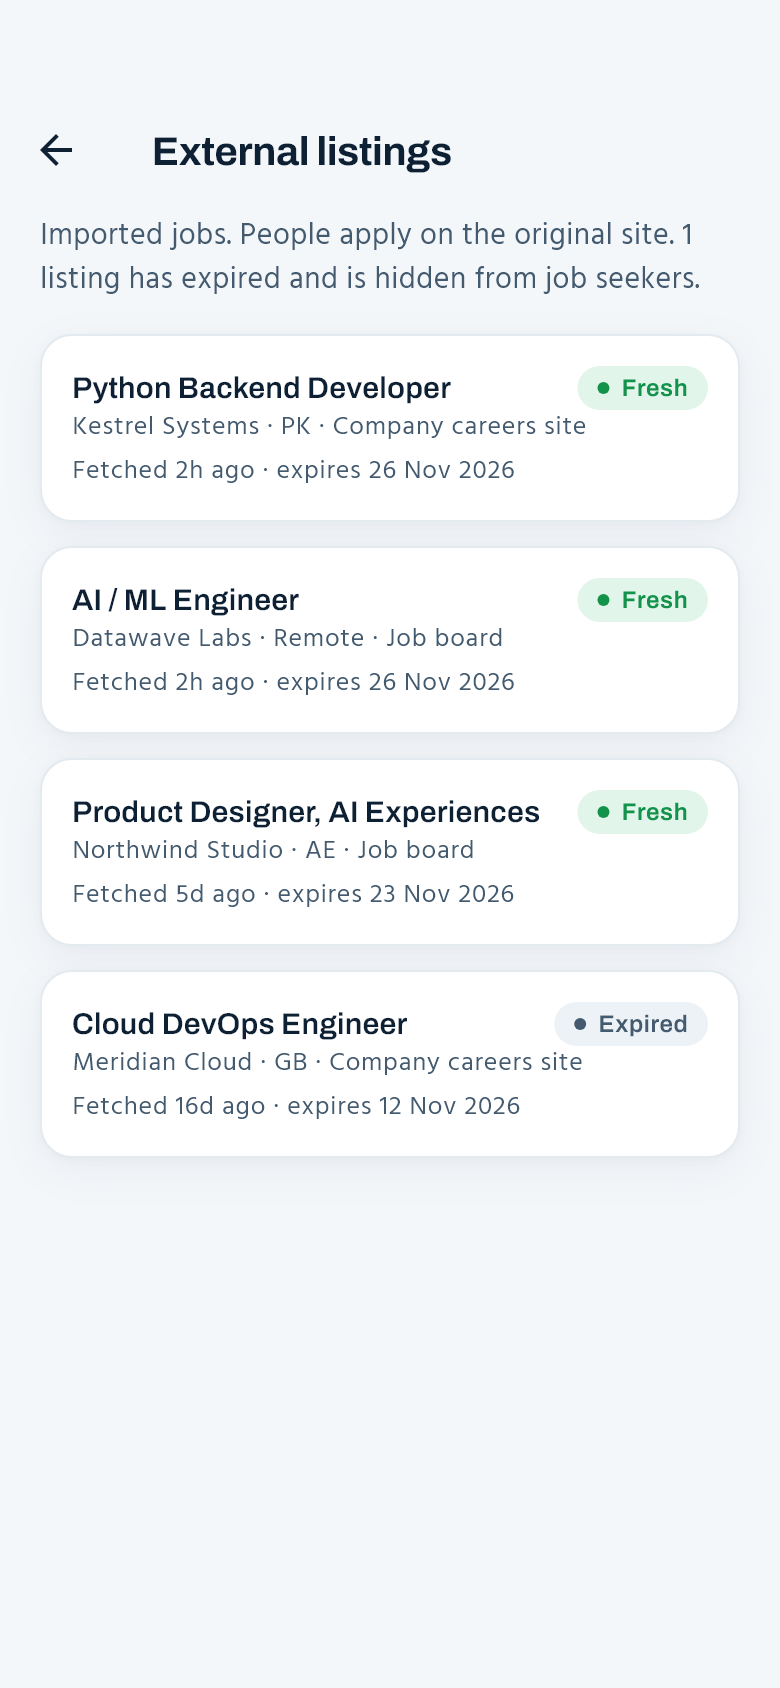 External listings
Imported jobs. People apply on the original site. 1
listing has expired and is hidden from job seekers.
Python Backend Developer
Fresh
Kestrel Systems · PK · Company careers site
Fetched 2h ago · expires 26 Nov 2026
AI / ML Engineer
Fresh
Datawave Labs · Remote · Job board
Fetched 2h ago · expires 26 Nov 2026
Product Designer, AI Experiences
Fresh
Northwind Studio · AE · Job board
Fetched 5d ago · expires 23 Nov 2026
Cloud DevOps Engineer
Expired
Meridian Cloud · GB · Company careers site
Fetched 16d ago · expires 12 Nov 2026